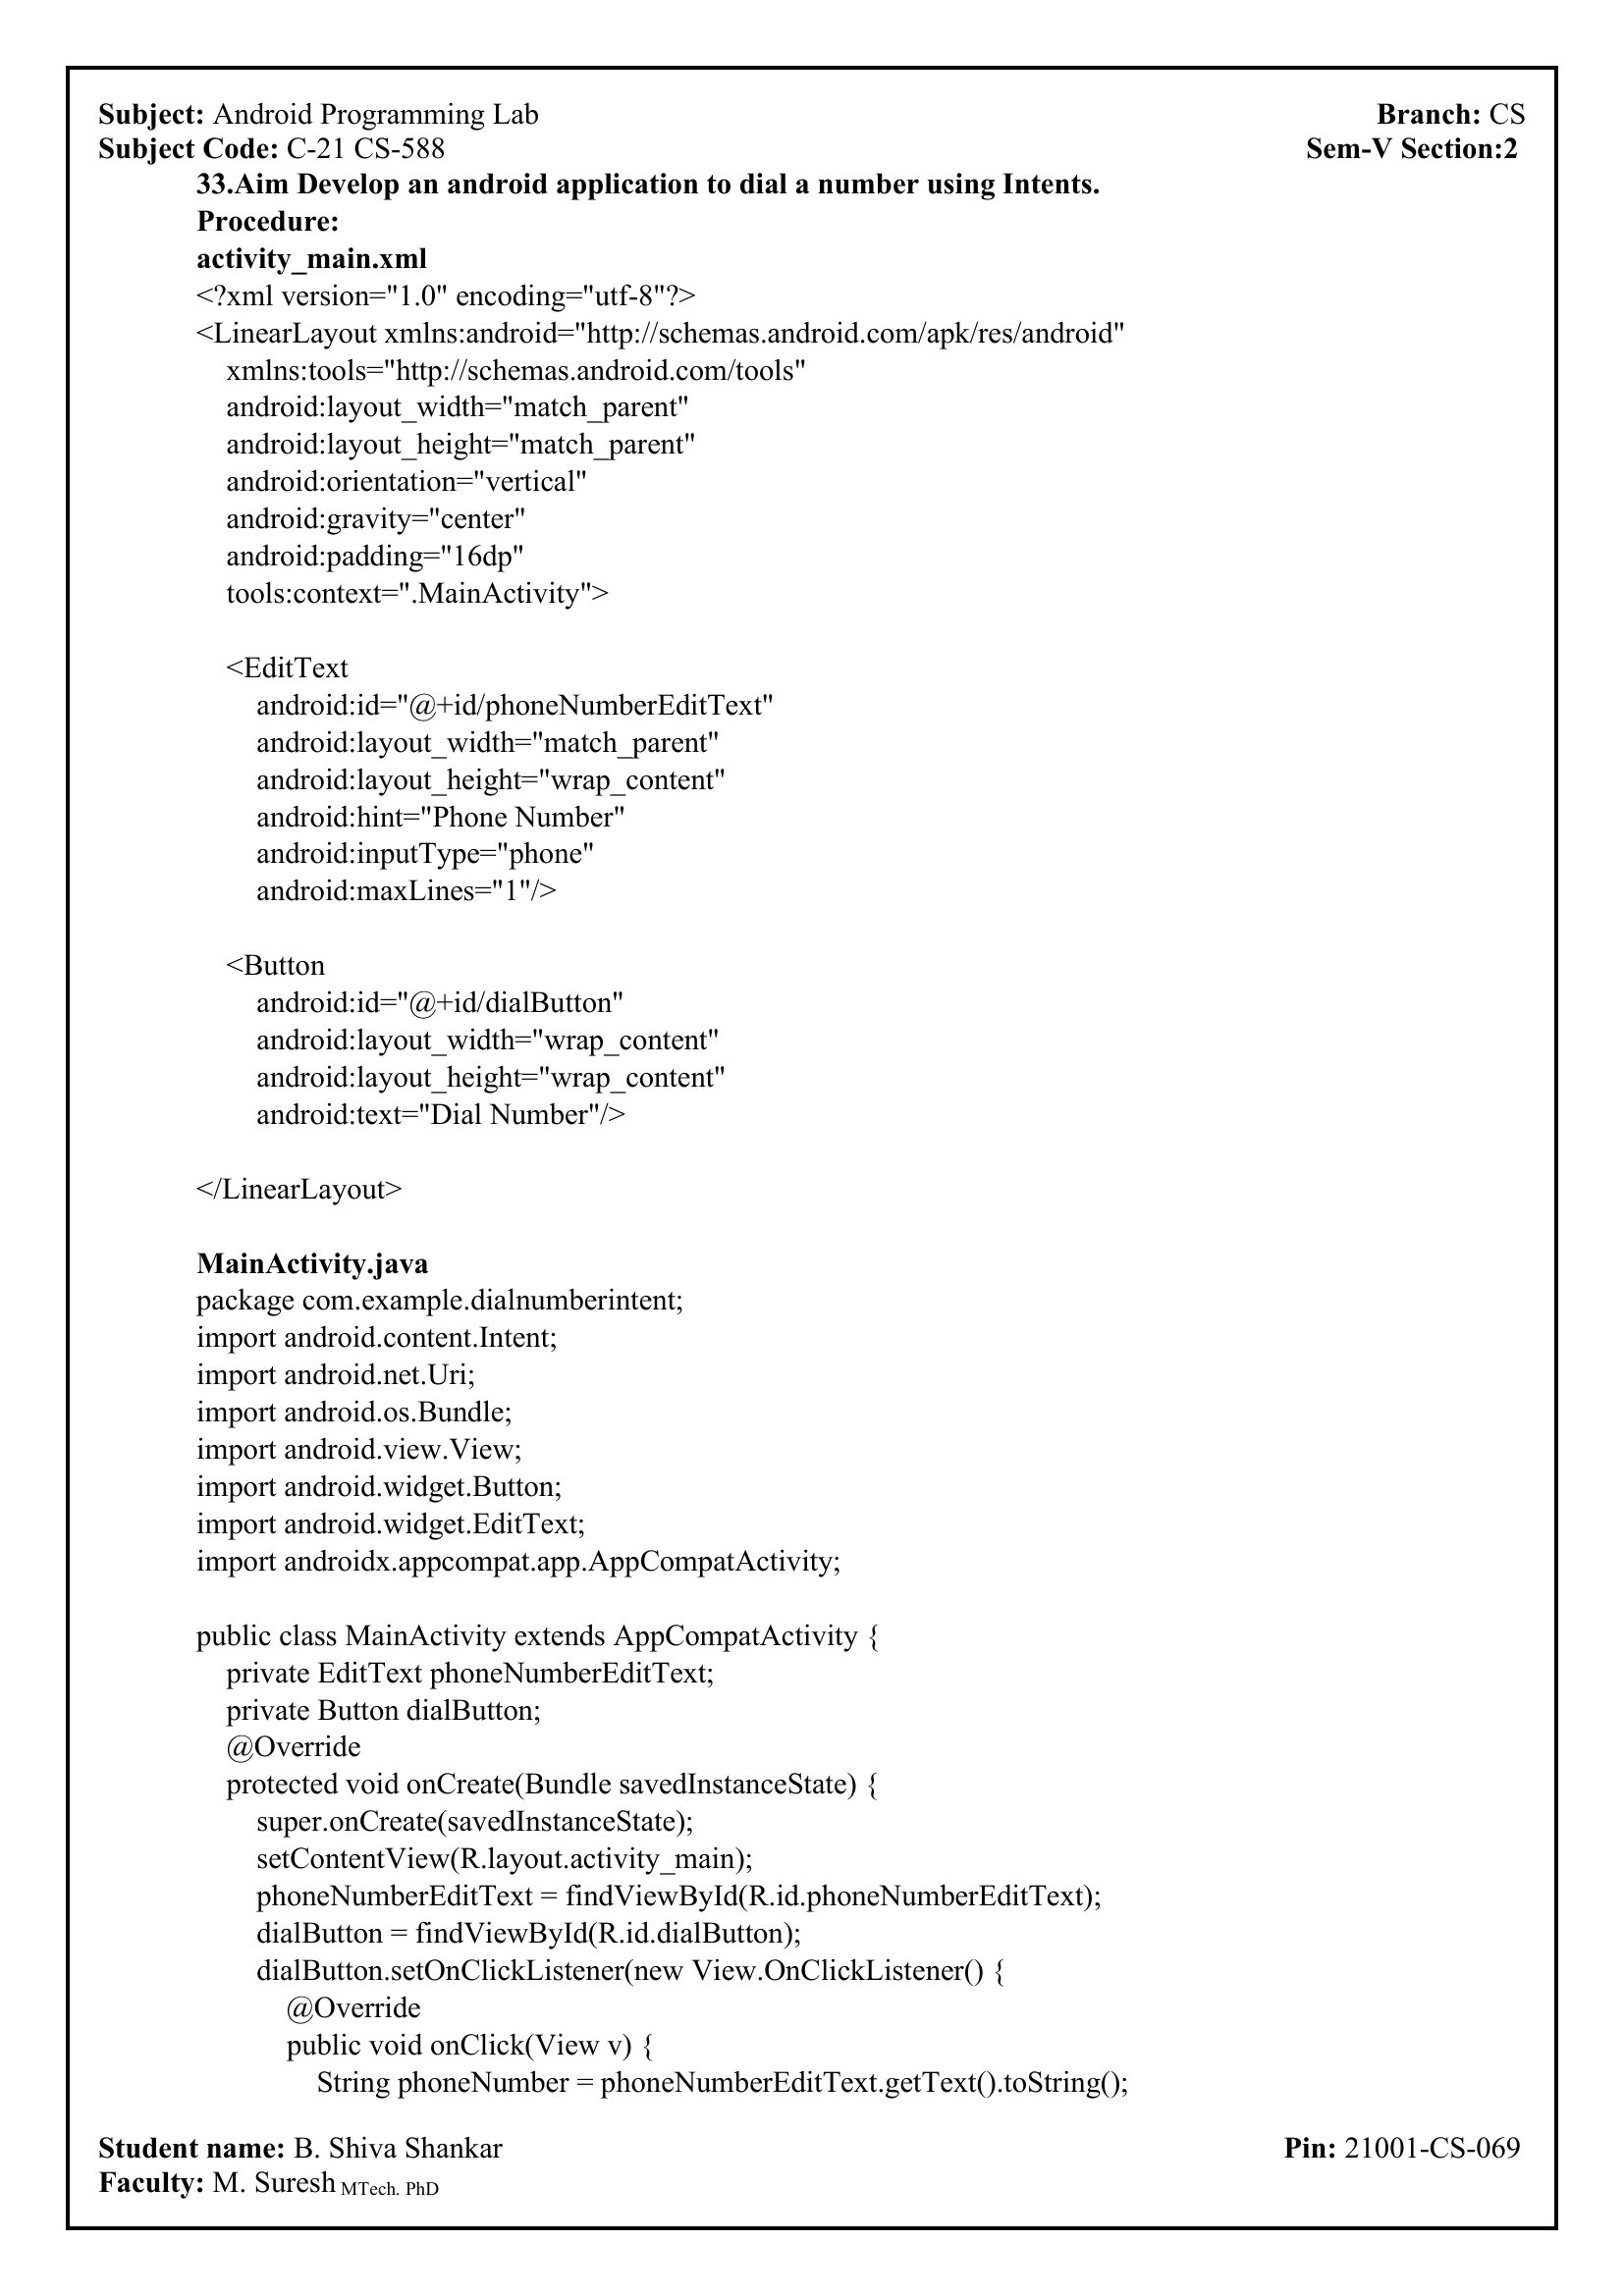 Subject: Android Programming Lab Branch: CS
Subject Code: C-21 CS-588 Sem-V Section:2
33.Aim Develop an android application to dial a number using Intents.
Procedure:
activity_main.xml
<?xml version="1.0" encoding="utf-8"?>
<LinearLayout xmlns:android="http://schemas.android.com/apk/res/android"
    xmlns:tools="http://schemas.android.com/tools"
    android:layout_width="match_parent"
    android:layout_height="match_parent"
    android:orientation="vertical"
    android:gravity="center"
    android:padding="16dp"
    tools:context=".MainActivity">

    <EditText
        android:id="@+id/phoneNumberEditText"
        android:layout_width="match_parent"
        android:layout_height="wrap_content"
        android:hint="Phone Number"
        android:inputType="phone"
        android:maxLines="1"/>

    <Button
        android:id="@+id/dialButton"
        android:layout_width="wrap_content"
        android:layout_height="wrap_content"
        android:text="Dial Number"/>

</LinearLayout>

MainActivity.java
package com.example.dialnumberintent;
import android.content.Intent;
import android.net.Uri;
import android.os.Bundle;
import android.view.View;
import android.widget.Button;
import android.widget.EditText;
import androidx.appcompat.app.AppCompatActivity;

public class MainActivity extends AppCompatActivity {
    private EditText phoneNumberEditText;
    private Button dialButton;
    @Override
    protected void onCreate(Bundle savedInstanceState) {
        super.onCreate(savedInstanceState);
        setContentView(R.layout.activity_main);
        phoneNumberEditText = findViewById(R.id.phoneNumberEditText);
        dialButton = findViewById(R.id.dialButton);
        dialButton.setOnClickListener(new View.OnClickListener() {
            @Override
            public void onClick(View v) {
                String phoneNumber = phoneNumberEditText.getText().toString();
Student name: B. Shiva Shankar Pin: 21001-CS-069
Faculty: M. Suresh MTech. PhD